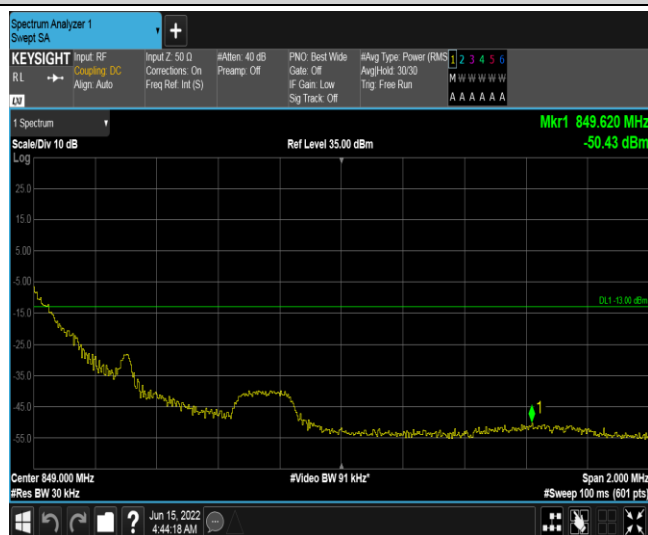 Spectrum Analyzer 1
Swept SA
+
KEYSIGHT
RL
LXI
Input: RF
Coupling: DC
Align: Auto
Input Z: 50 Ω
Corrections: On
Freq Ref: Int (S)
#Atten: 40 dB
Preamp: Off
PNO: Best Wide
Gate: Off
IF Gain: Low
Sig Track: Off
#Avg Type: Power (RMS
Avg|Hold: 30/30
Trig: Free Run
1 2 3 4 5 6
M W W W W W
A A A A A A
1 Spectrum
Mkr1 849.620 MHz
Scale/Div 10 dB
Ref Level 35.00 dBm
-50.43 dBm
Log
25.0
15.0
5.00
-5.00
DL1 -13.00 dBm
-15.0
-25.0
-35.0
-45.0
1
-55.0
Center 849.000 MHz
#Video BW 91 kHz*
Span 2.000 MHz
#Res BW 30 kHz
#Sweep 100 ms (601 pts)
?
Jun 15, 2022
4:44:18 AM